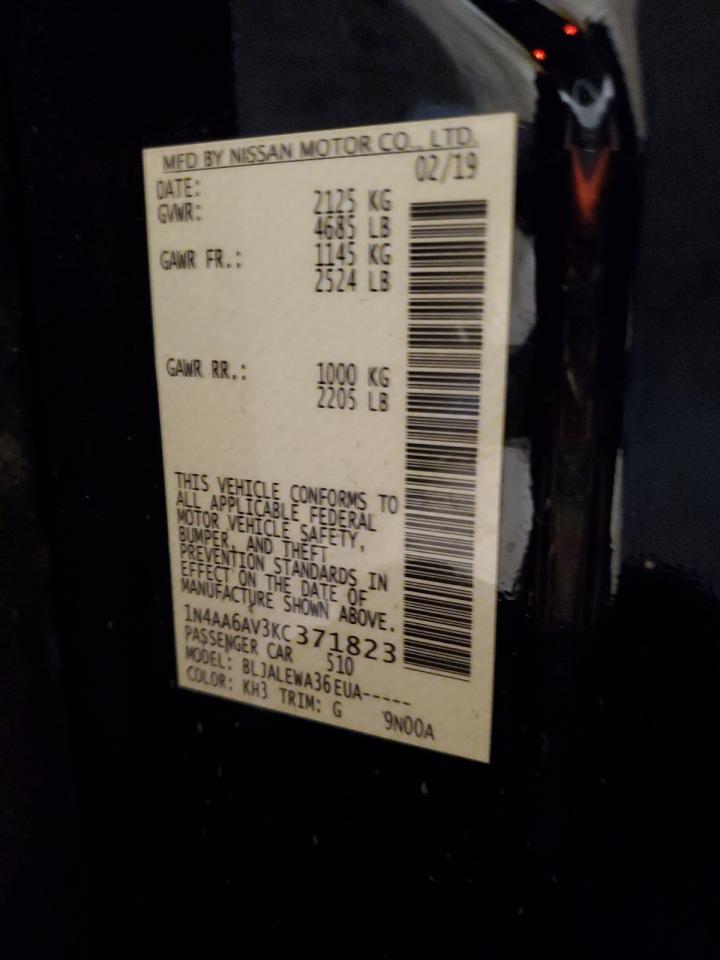 MFD BY NISSAN MOTOR CO., LTD.
DATE: 02/19
GVWR: 2125 KG
4685 LB
GAWR FR.: 1145 KG
2524 LB
GAWR RR.: 1000 KG
2205 LB
THIS VEHICLE CONFORMS TO
ALL APPLICABLE FEDERAL
MOTOR VEHICLE SAFETY,
BUMPER, AND THEFT
PREVENTION STANDARDS IN
EFFECT ON THE DATE OF
MANUFACTURE SHOWN ABOVE.
1N4AA6AV3KC371823
PASSENGER CAR 510
MODEL: BLJALEWA36EUA-----
COLOR: KH3 TRIM: G 9N00A